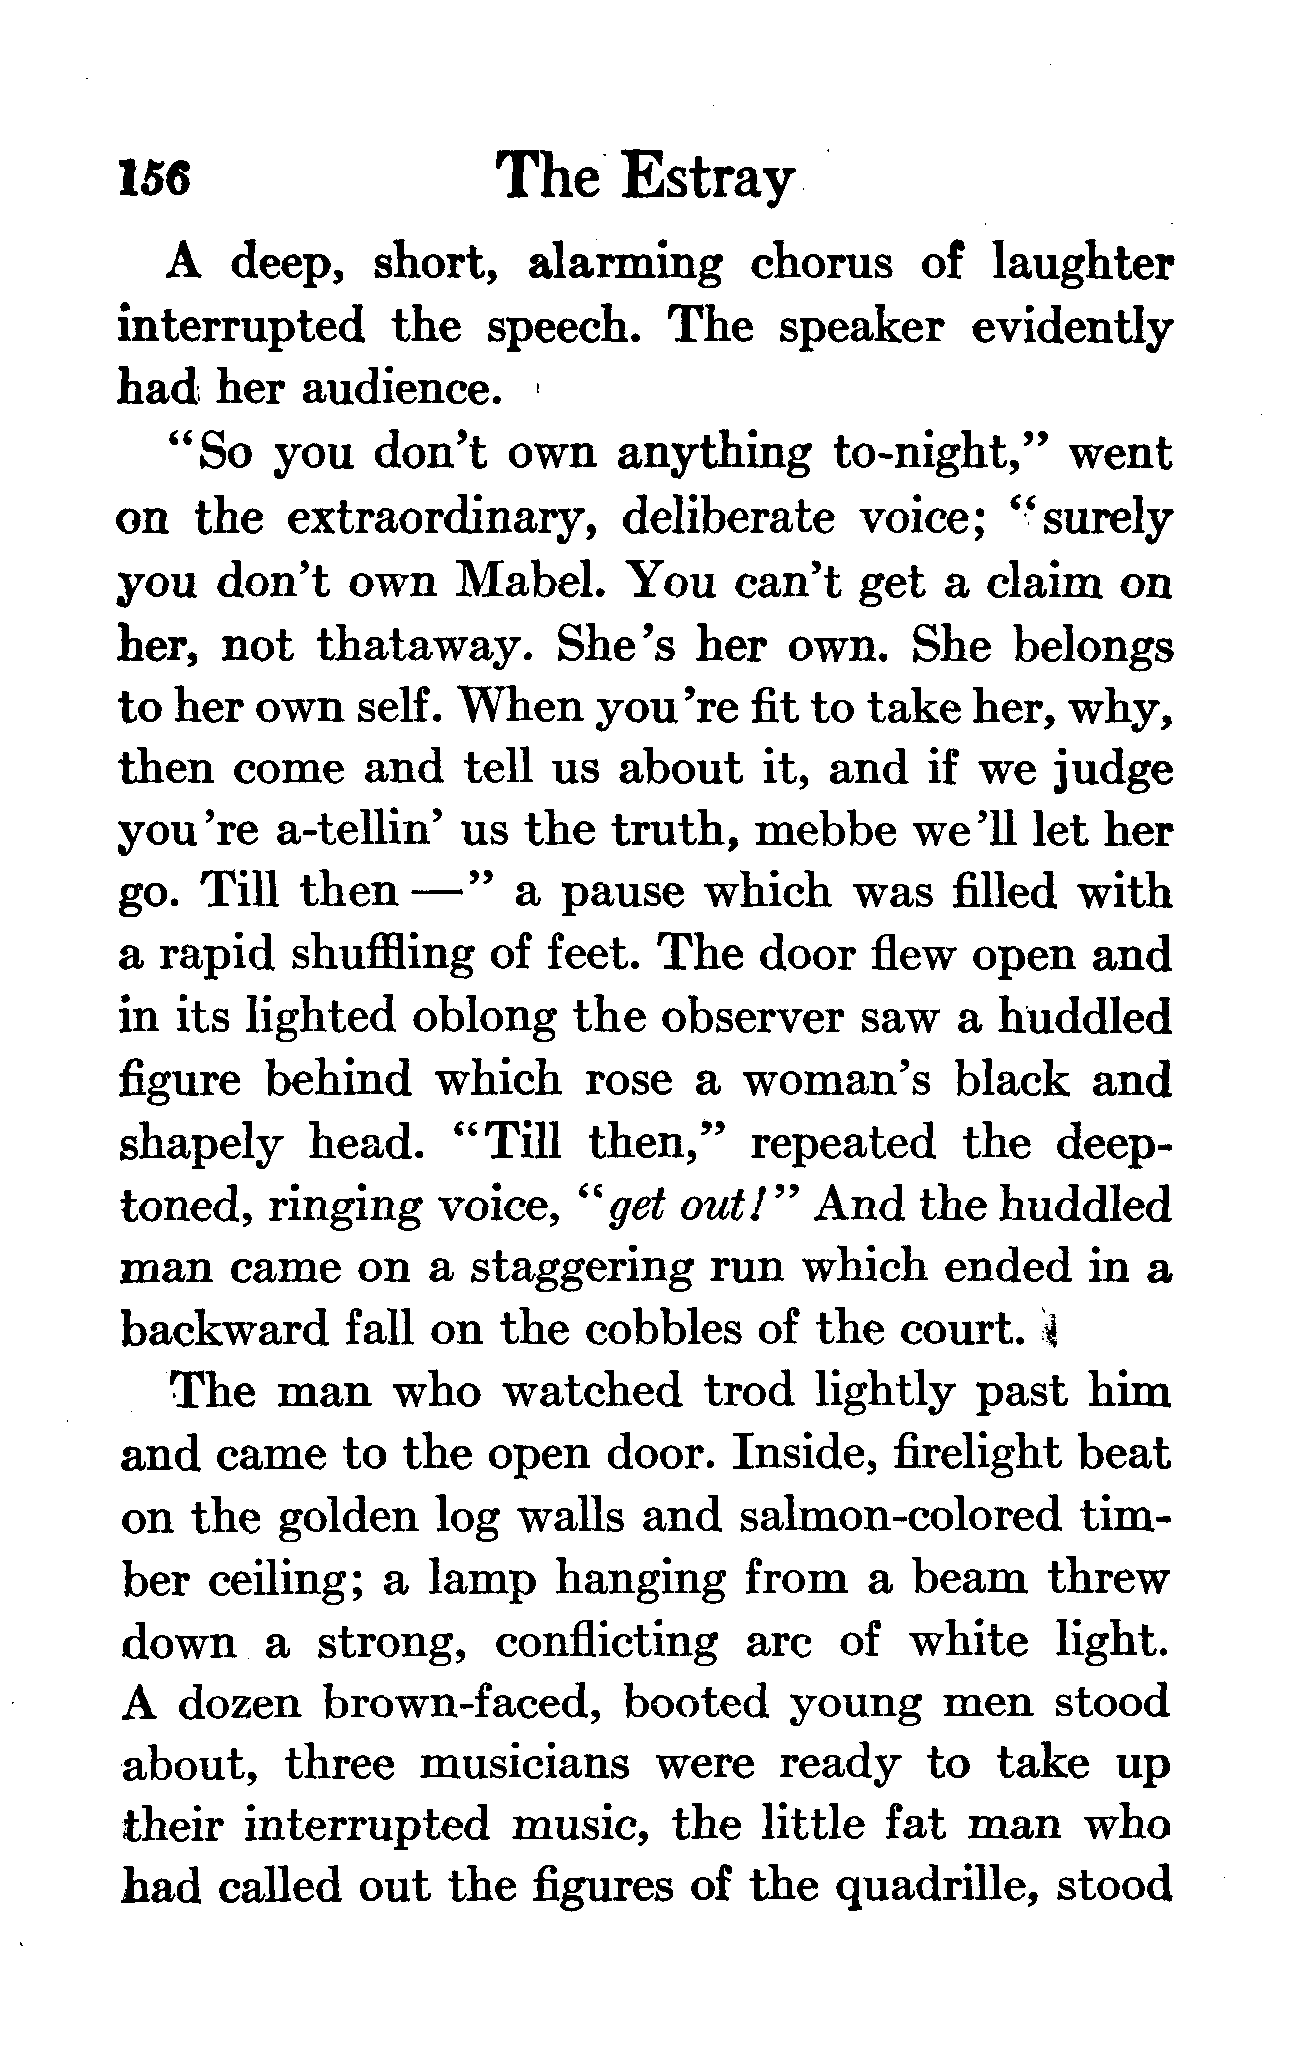 156 The Estray
A deep, short, alarming chorus of laughter
interrupted the speech. The speaker evidently
had her audience.
“So you don’t own anything to-night,” went
on the extraordinary, deliberate voice; “surely
you don’t own Mabel. You can’t get a claim on
her, not thataway. She’s her own. She belongs
to her own self. When you’re fit to take her, why,
then come and tell us about it, and if we judge
you’re a-tellin’ us the truth, mebbe we’ll let her
go. Till then —” a pause which was filled with
a rapid shuffling of feet. The door flew open and
in its lighted oblong the observer saw a huddled
figure behind which rose a woman’s black and
shapely head. “Till then,” repeated the deep-
toned, ringing voice, “get out!” And the huddled
man came on a staggering run which ended in a
backward fall on the cobbles of the court.
The man who watched trod lightly past him
and came to the open door. Inside, firelight beat
on the golden log walls and salmon-colored tim-
ber ceiling; a lamp hanging from a beam threw
down a strong, conflicting arc of white light.
A dozen brown-faced, booted young men stood
about, three musicians were ready to take up
their interrupted music, the little fat man who
had called out the figures of the quadrille, stood